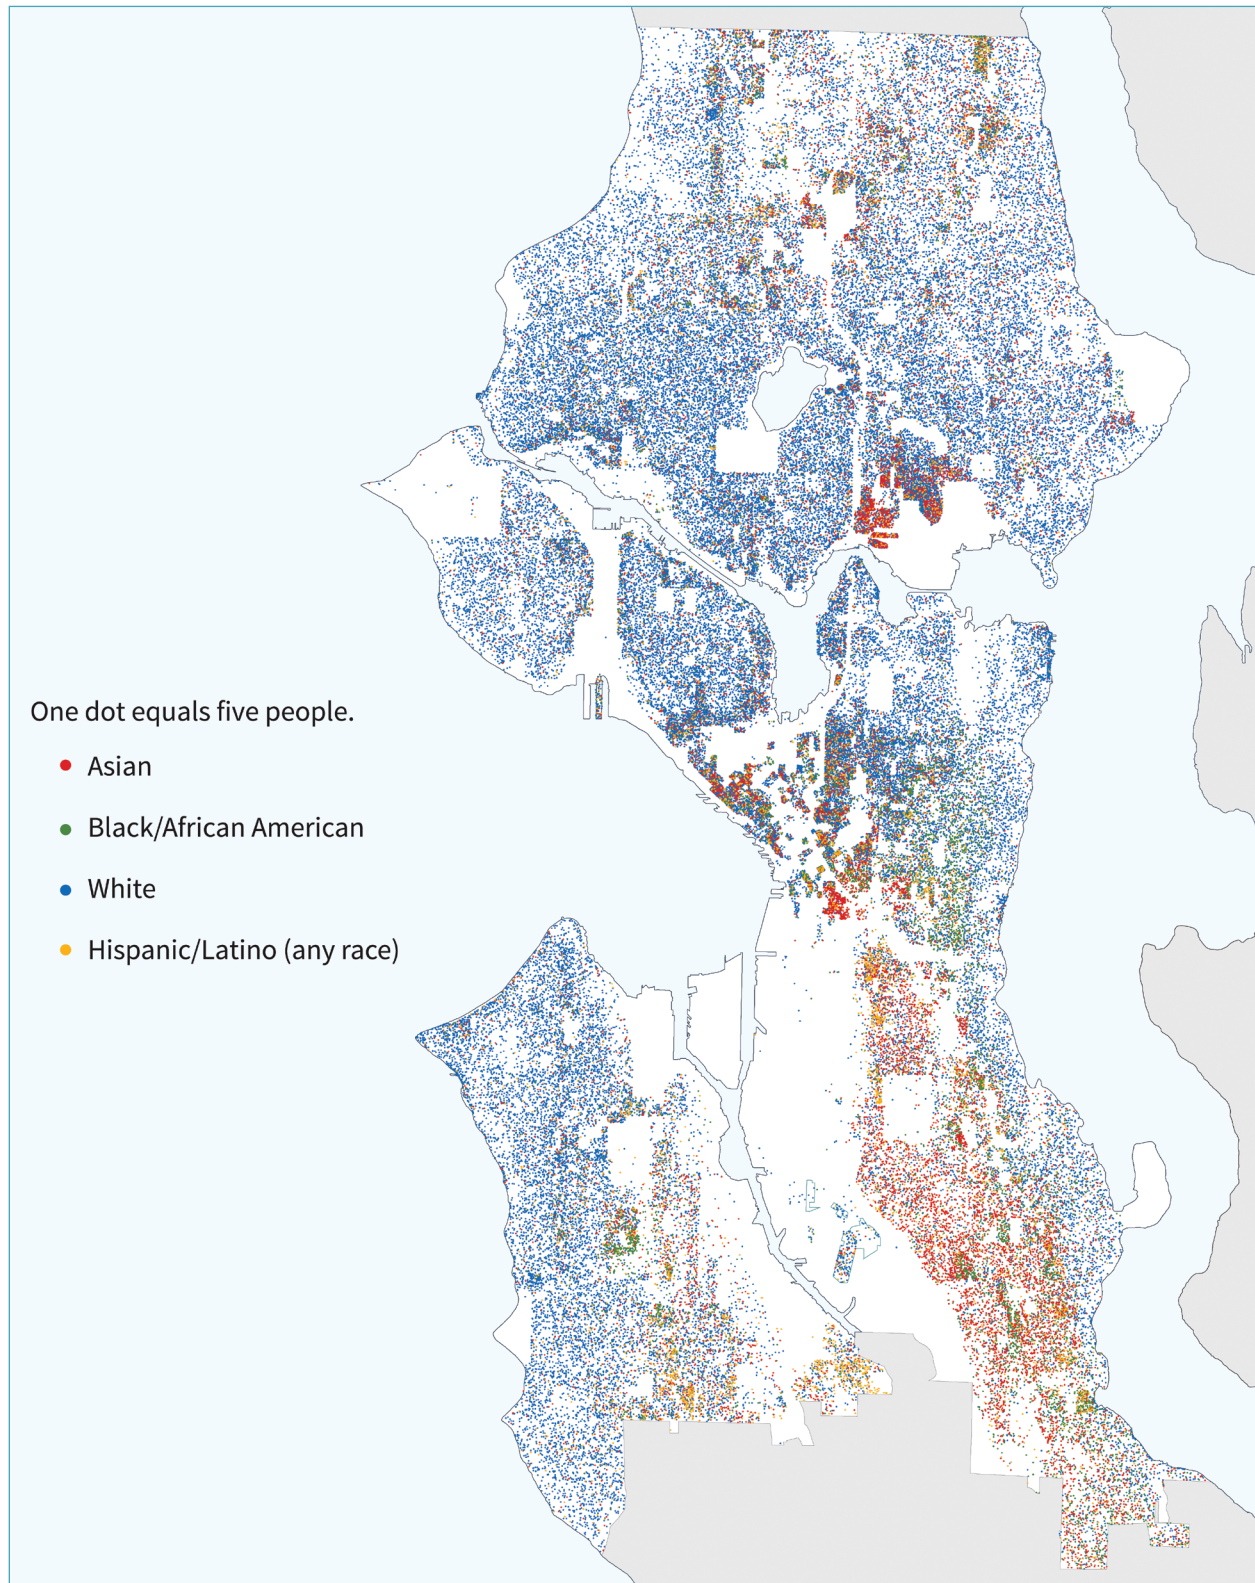 One dot equals five people.
Asian
Black/African American
White
Hispanic/Latino (any race)